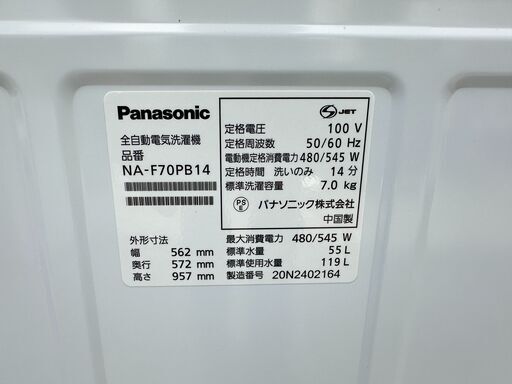 Panasonic
全自動電気洗濯機
品番
NA-F70PB14
外形寸法
幅 562 mm
奥行 572 mm
高さ 957 mm
S JET
定格電圧 100 V
定格周波数 50/60 Hz
電動機定格消費電力 480/545 W
定格時間 洗いのみ 14 分
標準洗濯容量 7.0 kg
PS E パナソニック株式会社
中国製
最大消費電力 480/545 W
標準水量 55 L
標準使用水量 119 L
製造番号 20N2402164